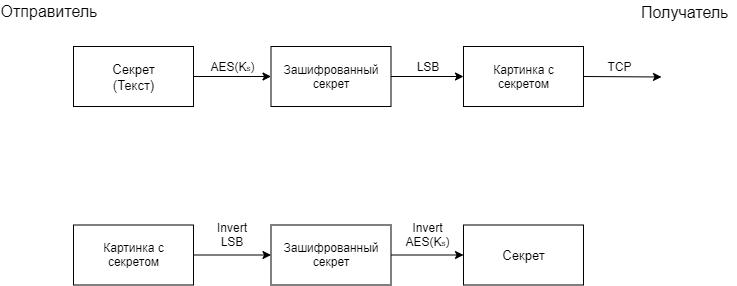 Отправитель
Получатель
Секрет
(Текст)
AES(Ks)
Зашифрованный
секрет
LSB
Картинка с
секретом
TCP
Картинка с
секретом
Invert
LSB
Зашифрованный
секрет
Invert
AES(Ks)
Секрет